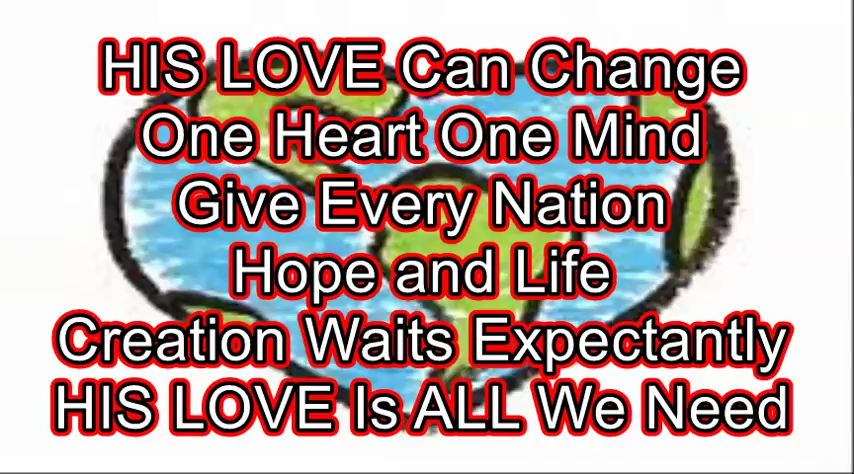 HIS LOVE Can Change
One Heart One Mind
Give Every Nation
Hope and Life
Creation Waits Expectantly
HIS LOVE Is ALL We Need